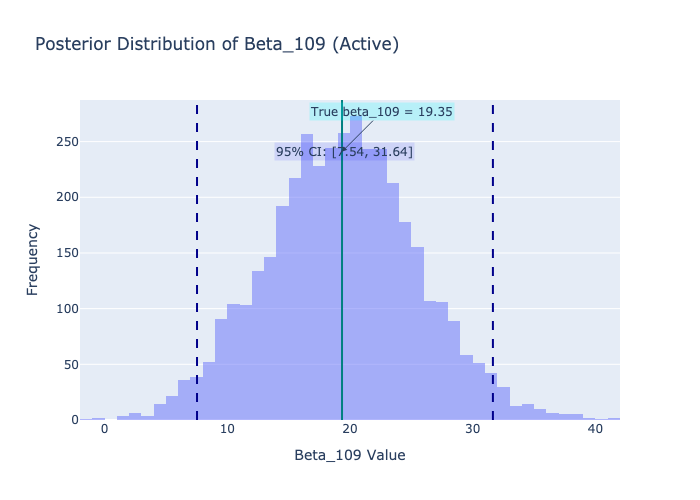 Posterior Distribution of Beta_109 (Active)
True beta_109 = 19.35
95% CI: [7.54, 31.64]
Frequency
250
200
150
100
50
0
0 10 20 30 40
Beta_109 Value